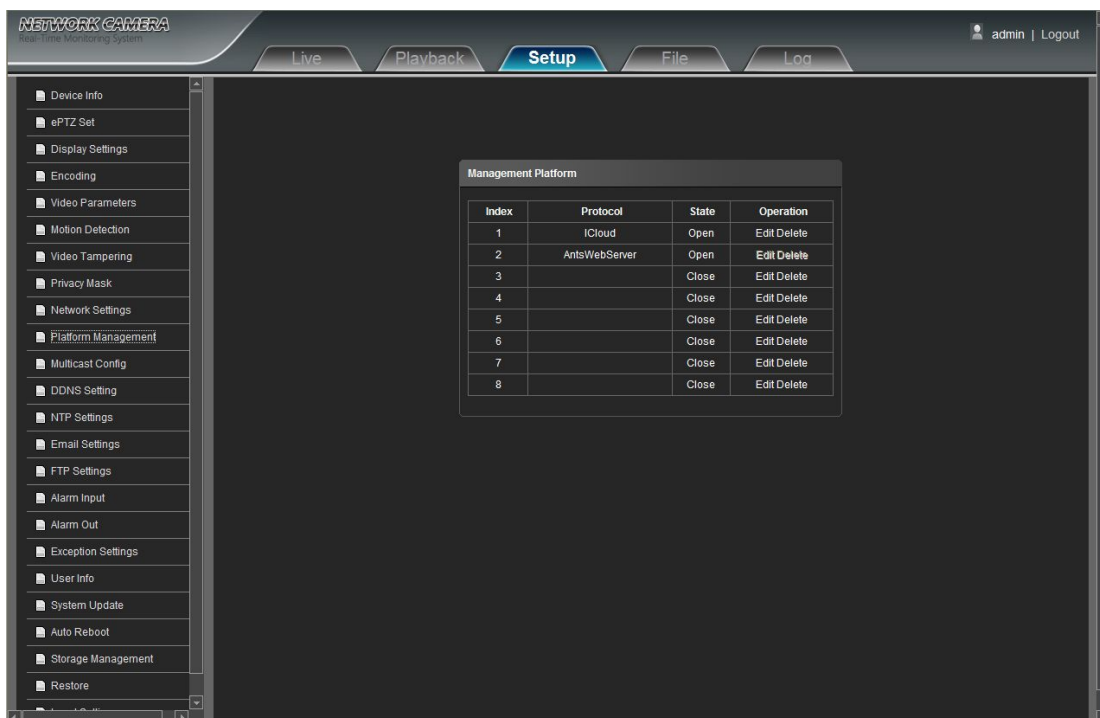 NETWORK CAMERA
Real-Time Monitoring System
admin | Logout
Live
Playback
Setup
File
Log
Device Info
ePTZ Set
Display Settings
Encoding
Video Parameters
Motion Detection
Video Tampering
Privacy Mask
Network Settings
Platform Management
Multicast Config
DDNS Setting
NTP Settings
Email Settings
FTP Settings
Alarm Input
Alarm Out
Exception Settings
User Info
System Update
Auto Reboot
Storage Management
Restore
Management Platform
Index Protocol State Operation
1 ICloud Open Edit Delete
2 AntsWebServer Open Edit Delete
3 Close Edit Delete
4 Close Edit Delete
5 Close Edit Delete
6 Close Edit Delete
7 Close Edit Delete
8 Close Edit Delete